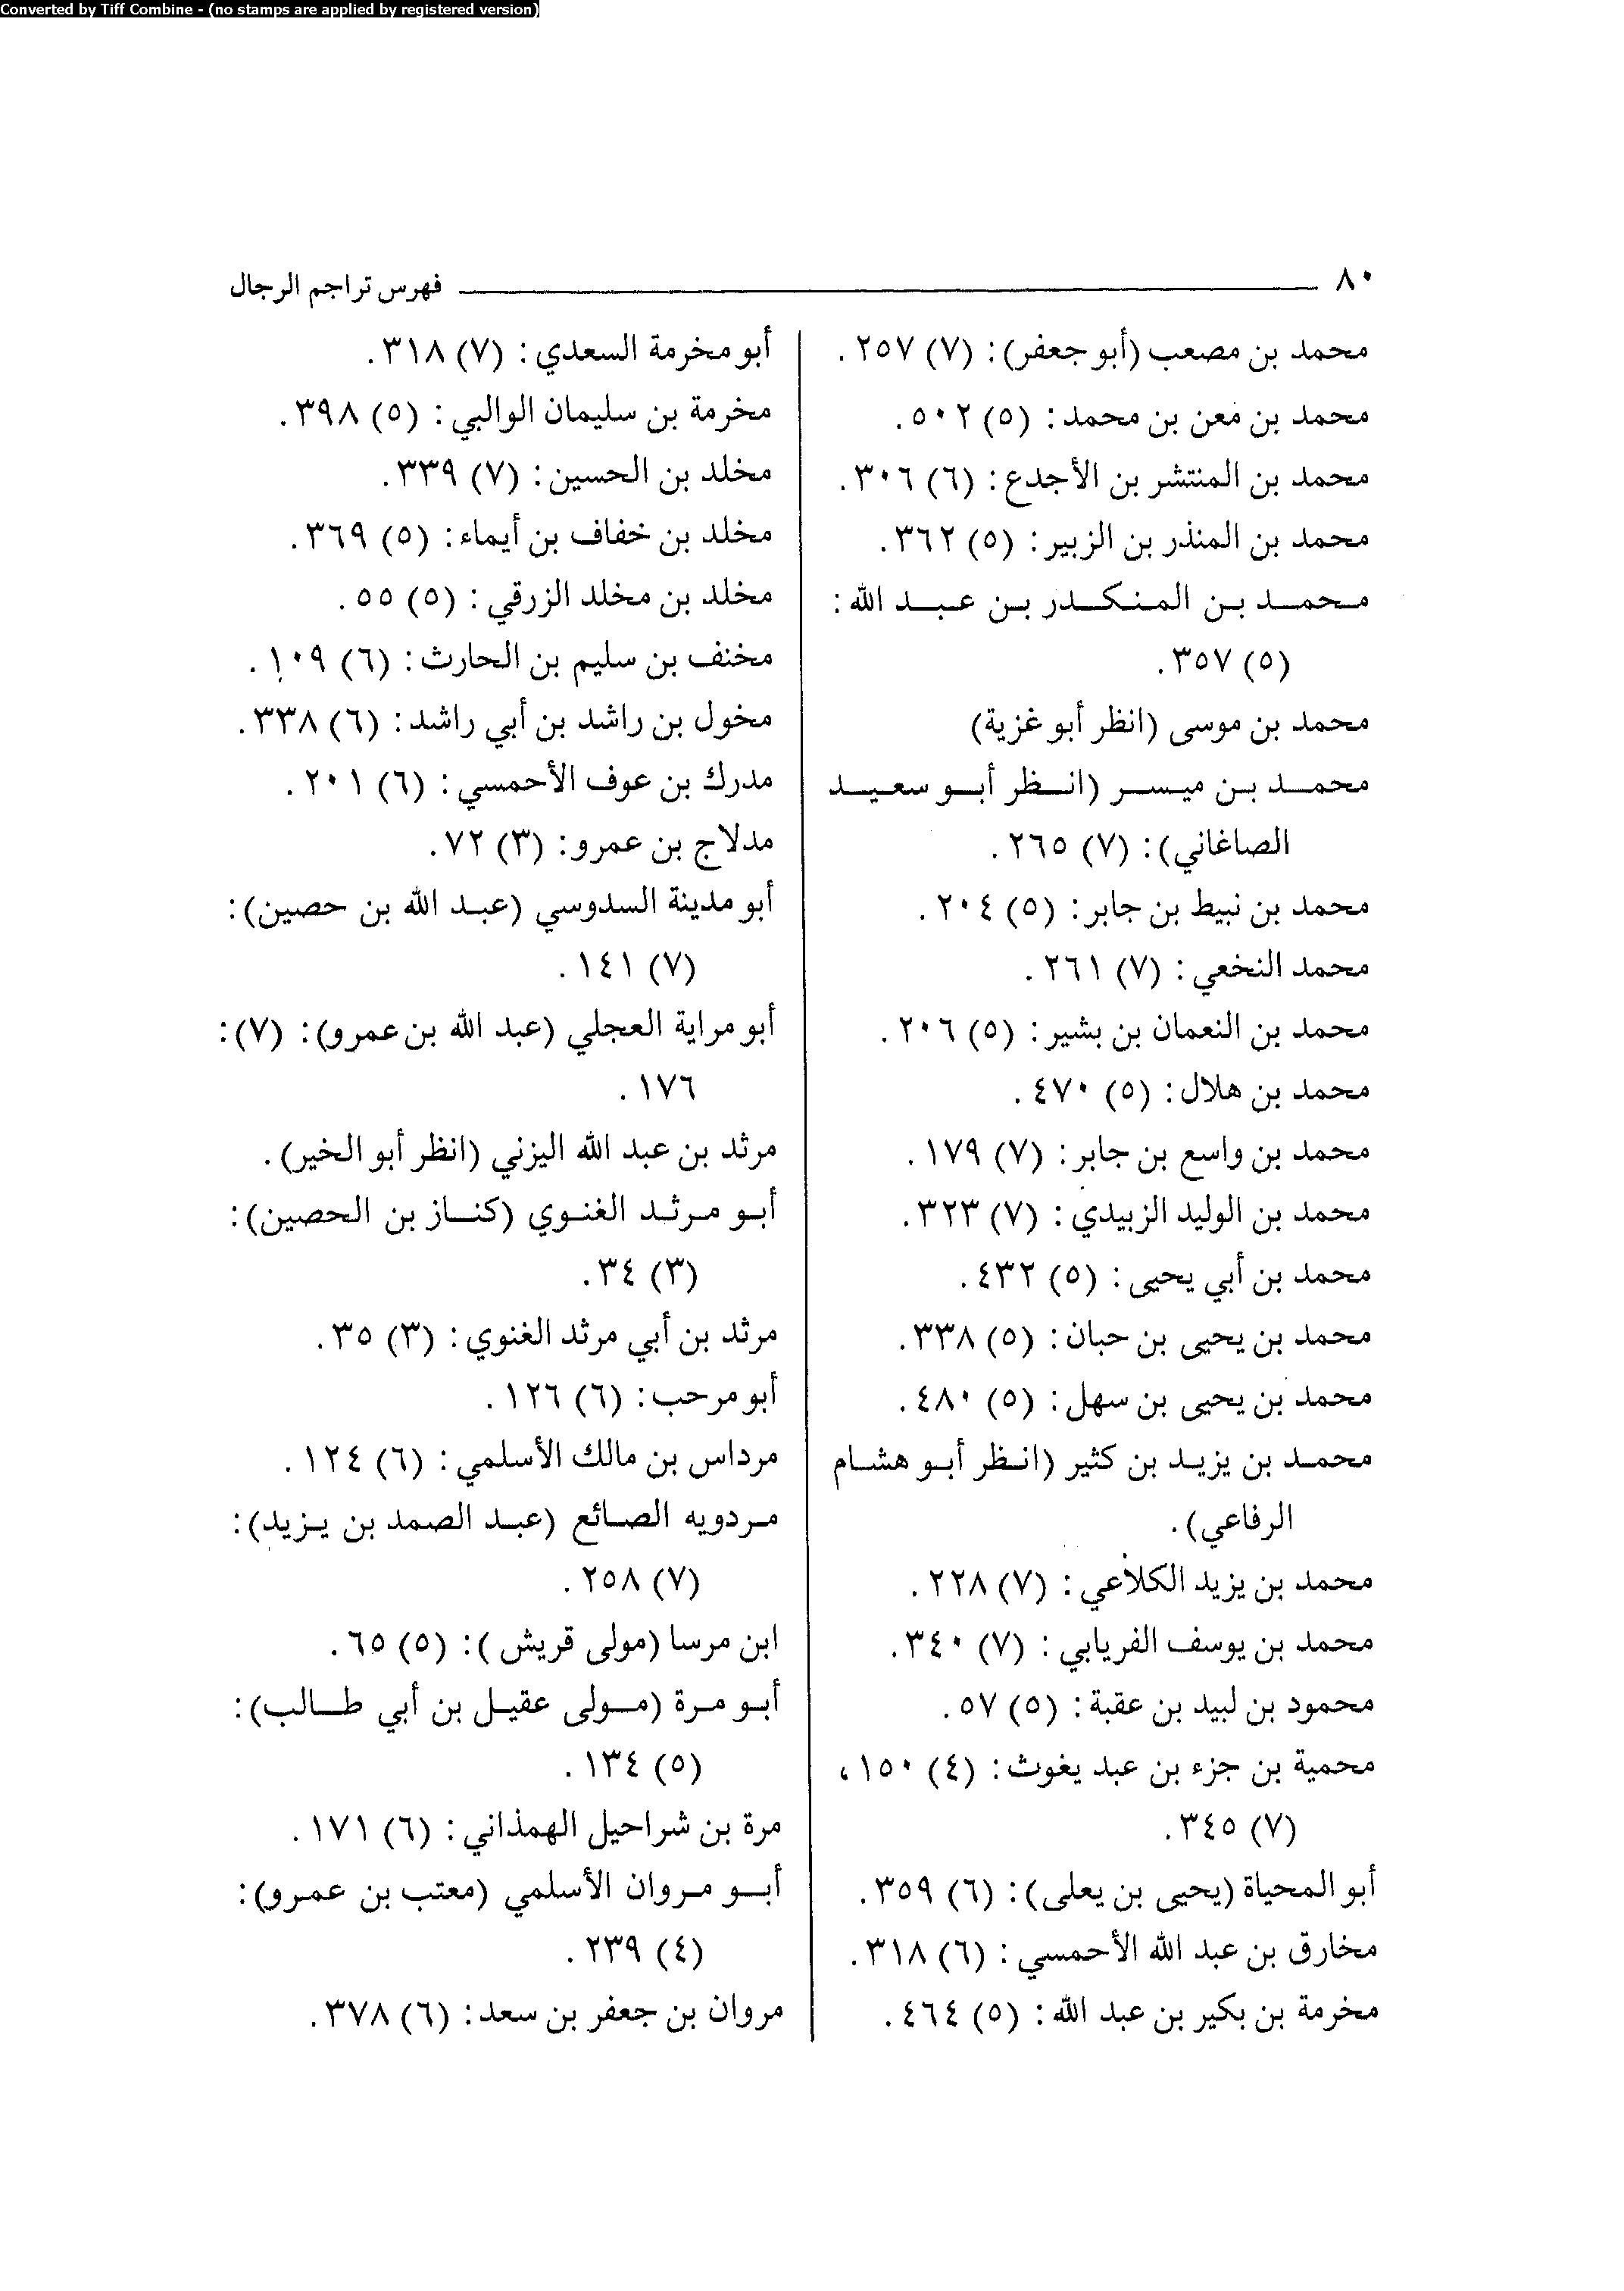 Converted by Tiff Combine - (no stamps are applied by registered version)
٨٠ فهرس تراجم الرجال
محمد بن مصعب (أبو جعفر): (٧) ٢٥٧.
محمد بن معن بن محمد: (٥) ٥٠٢.
محمد بن المنتشر بن الأجدع: (٦) ٣٠٦.
محمد بن المنذر بن الزبير: (٥) ٣٦٢.
محمد بن المنكدر بن عبد الله:
(٥) ٣٥٧.
محمد بن موسى (انظر أبو غزية)
محمد بن ميسر (انظر أبو سعيد
الصاغاني): (٧) ٢٦٥.
محمد بن نبيط بن جابر: (٥) ٢٠٤.
محمد النخعي: (٧) ٢٦١.
محمد بن النعمان بن بشير: (٥) ٢٠٦.
محمد بن هلال: (٥) ٤٧٠.
محمد بن واسع بن جابر: (٧) ١٧٩.
محمد بن الوليد الزبيدي: (٧) ٣٢٣.
محمد بن أبي يحيى: (٥) ٤٣٢.
محمد بن يحيى بن حبان: (٥) ٣٣٨.
محمد بن يحيى بن سهل: (٥) ٤٨٠.
محمد بن يزيد بن كثير (انظر أبو هشام
الرفاعي).
محمد بن يزيد الكلاعي: (٧) ٢٢٨.
محمد بن يوسف الفريابي: (٧) ٣٤٠.
محمود بن لبيد بن عقبة: (٥) ٥٧.
محمية بن جزء بن عبد يغوث: (٤) ١٥٠،
(٧) ٣٤٥.
أبو المحياة (يحيى بن يعلى): (٦) ٣٥٩.
مخارق بن عبد الله الأحمسي: (٦) ٣١٨.
مخرمة بن بكير بن عبد الله: (٥) ٤٦٤.
أبو مخرمة السعدي: (٧) ٣١٨.
مخرمة بن سليمان الوالبي: (٥) ٣٩٨.
مخلد بن الحسين: (٧) ٣٣٩.
مخلد بن خفاف بن أيماء: (٥) ٣٦٩.
مخلد بن مخلد الزرقي: (٥) ٥٥.
مخنف بن سليم بن الحارث: (٦) ١٠٩.
مخول بن راشد بن أبي راشد: (٦) ٣٣٨.
مدرك بن عوف الأحمسي: (٦) ٢٠١.
مدلاج بن عمرو: (٣) ٧٢.
أبو مدينة السدوسي (عبد الله بن حصين):
(٧) ١٤١.
أبو مراية العجلي (عبد الله بن عمرو): (٧):
١٧٦.
مرثد بن عبد الله اليزني (انظر أبو الخير).
أبو مرثد الغنوي (كناز بن الحصين):
(٣) ٣٤.
مرثد بن أبي مرثد الغنوي: (٣) ٣٥.
أبو مرحب: (٦) ١٢٦.
مرداس بن مالك الأسلمي: (٦) ١٢٤.
مردويه الصائع (عبد الصمد بن يزيد):
(٧) ٢٥٨.
ابن مرسا (مولى قريش): (٥) ٦٥.
أبو مرة (مولى عقيل بن أبي طالب):
(٥) ١٣٤.
مرة بن شراحيل الهمذاني: (٦) ١٧١.
أبو مروان الأسلمي (معتب بن عمرو):
(٤) ٢٣٩.
مروان بن جعفر بن سعد: (٦) ٣٧٨.